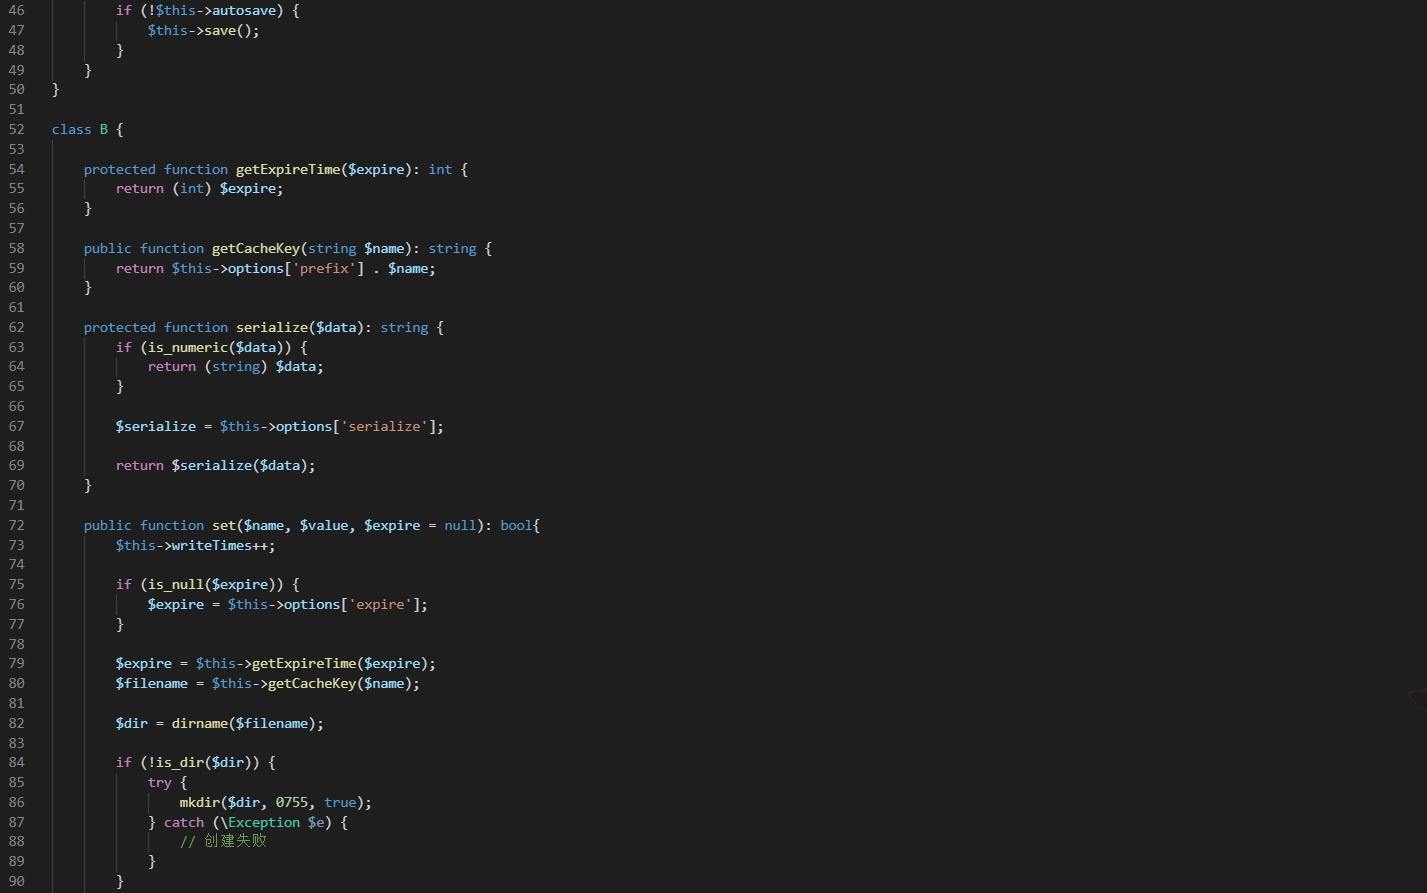 46 if (!$this->autosave) {
47 $this->save();
48 }
49 }
50 }
51
52 class B {
53
54 protected function getExpireTime($expire): int {
55 return (int) $expire;
56 }
57
58 public function getCacheKey(string $name): string {
59 return $this->options['prefix'] . $name;
60 }
61
62 protected function serialize($data): string {
63 if (is_numeric($data)) {
64 return (string) $data;
65 }
66
67 $serialize = $this->options['serialize'];
68
69 return $serialize($data);
70 }
71
72 public function set($name, $value, $expire = null): bool{
73 $this->writeTimes++;
74
75 if (is_null($expire)) {
76 $expire = $this->options['expire'];
77 }
78
79 $expire = $this->getExpireTime($expire);
80 $filename = $this->getCacheKey($name);
81
82 $dir = dirname($filename);
83
84 if (!is_dir($dir)) {
85 try {
86 mkdir($dir, 0755, true);
87 } catch (\Exception $e) {
88 // 创建失败
89 }
90 }